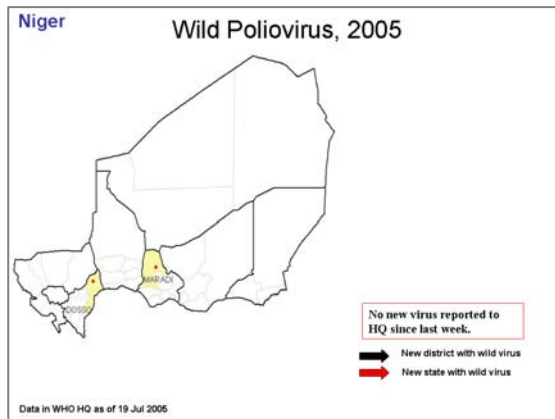 Niger
Wild Poliovirus, 2005
MARADI
DOSSO
No new virus reported to
HQ since last week.
New district with wild virus
New state with wild virus
Data in WHO HQ as of 19 Jul 2005